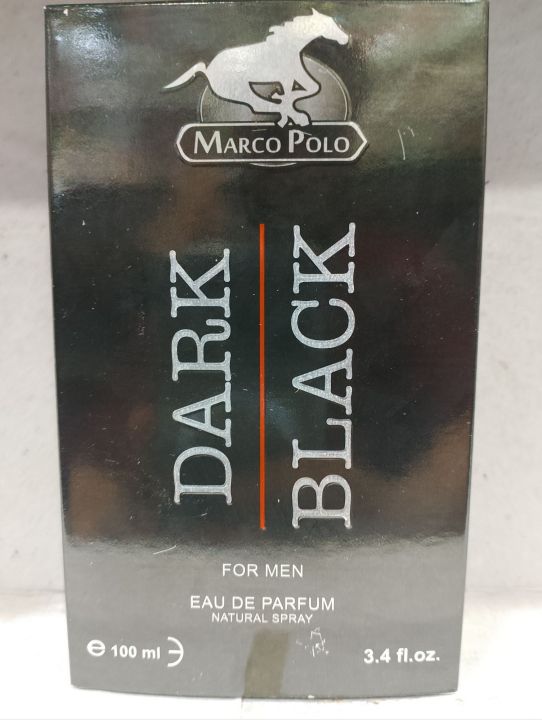 MARCO POLO
DARK
BLACK
FOR MEN
EAU DE PARFUM
NATURAL SPRAY
℮ 100 ml
3.4 fl.oz.